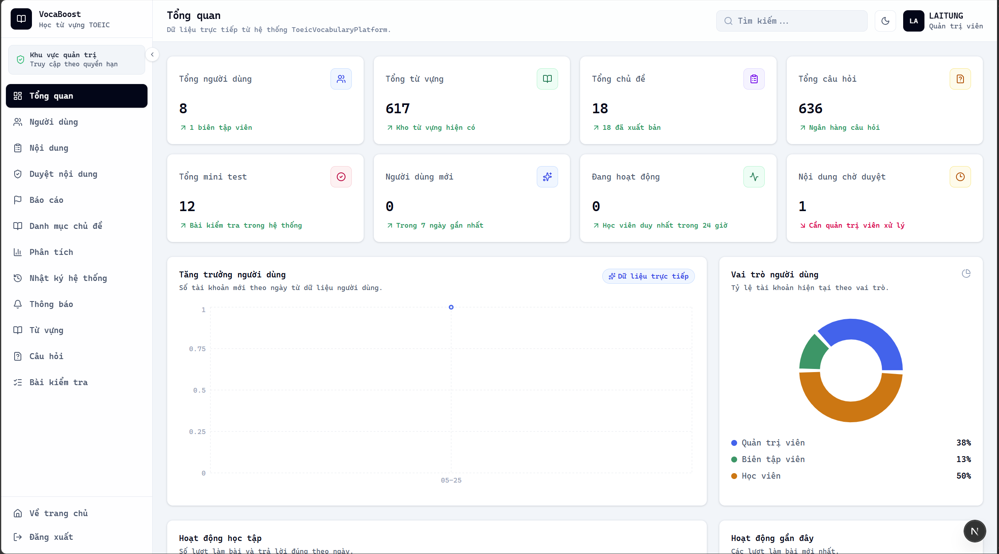 VocaBoost
Học từ vựng TOEIC
Khu vực quản trị
Truy cập theo quyền hạn
Tổng quan
Người dùng
Nội dung
Duyệt nội dung
Báo cáo
Danh mục chủ đề
Phân tích
Nhật ký hệ thống
Thông báo
Từ vựng
Câu hỏi
Bài kiểm tra
Về trang chủ
Đăng xuất
Tổng quan
Dữ liệu trực tiếp từ hệ thống ToeicVocabularyPlatform.
Tìm kiếm...
LA
LAITUNG
Quản trị viên
Tổng người dùng
8
1 biên tập viên
Tổng từ vựng
617
Kho từ vựng hiện có
Tổng chủ đề
18
18 đã xuất bản
Tổng câu hỏi
636
Ngân hàng câu hỏi
Tổng mini test
12
Bài kiểm tra trong hệ thống
Người dùng mới
0
Trong 7 ngày gần nhất
Đang hoạt động
0
Học viên duy nhất trong 24 giờ
Nội dung chờ duyệt
1
Cần quản trị viên xử lý
Tăng trưởng người dùng
Số tài khoản mới theo ngày từ dữ liệu người dùng.
Dữ liệu trực tiếp
1
0.75
0.5
0.25
0
05-25
Vai trò người dùng
Tỷ lệ tài khoản hiện tại theo vai trò.
Quản trị viên 38%
Biên tập viên 13%
Học viên 50%
Hoạt động học tập
Số lượt làm bài và trả lời đúng theo ngày.
Hoạt động gần đây
Các lượt làm bài mới nhất.
N